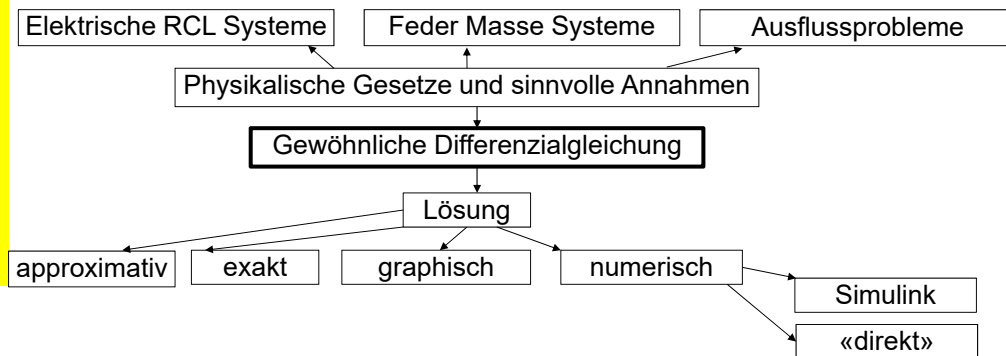 Elektrische RCL Systeme
Feder Masse Systeme
Ausflussprobleme
Physikalische Gesetze und sinnvolle Annahmen
Gewöhnliche Differenzialgleichung
Lösung
approximativ
exakt
graphisch
numerisch
Simulink
«direkt»